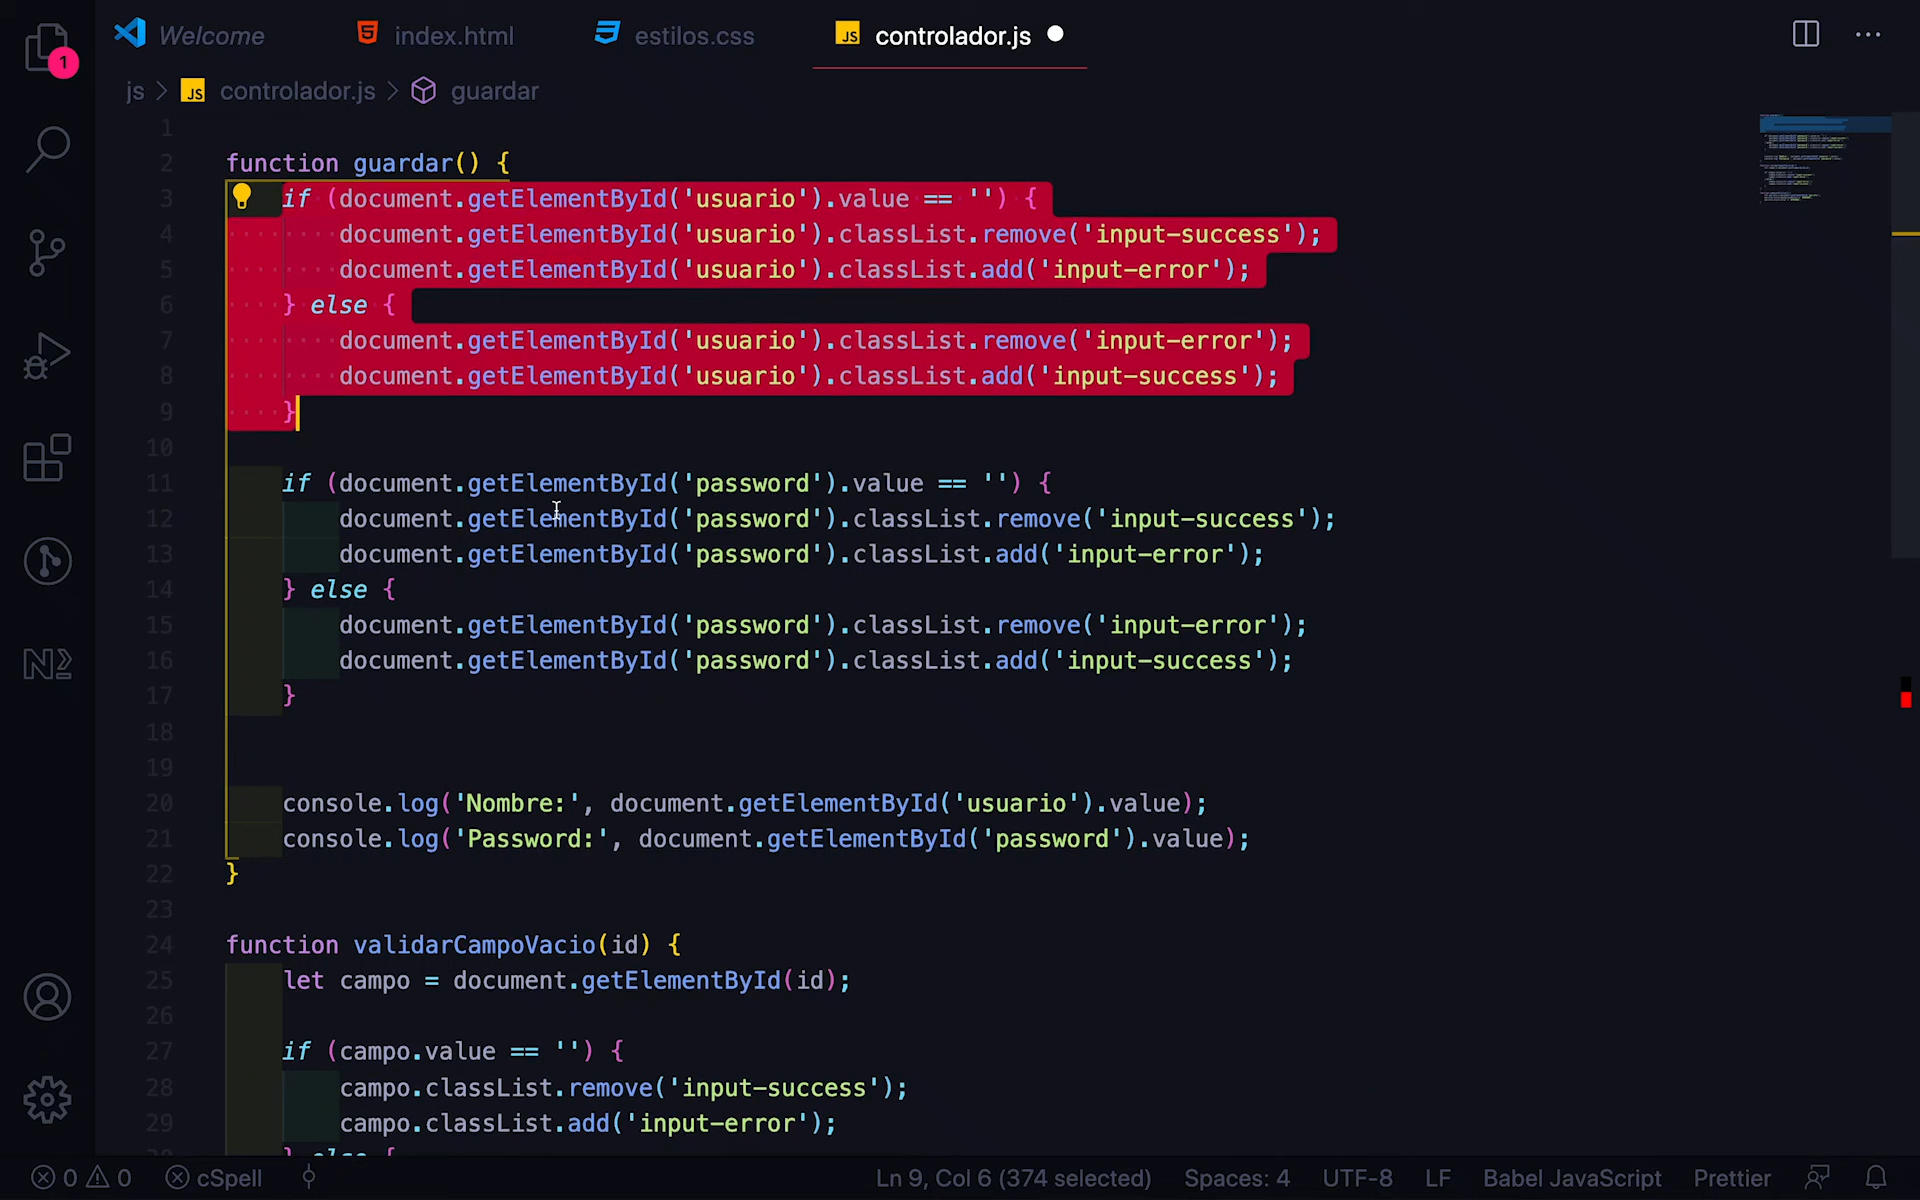 Welcome index.html estilos.css JS controlador.js
1
js > JS controlador.js > guardar
1
2 function guardar() {
3 if (document.getElementById('usuario').value == '') {
4 document.getElementById('usuario').classList.remove('input-success');
5 document.getElementById('usuario').classList.add('input-error');
6 } else {
7 document.getElementById('usuario').classList.remove('input-error');
8 document.getElementById('usuario').classList.add('input-success');
9 }
10
11 if (document.getElementById('password').value == '') {
12 document.getElementById('password').classList.remove('input-success');
13 document.getElementById('password').classList.add('input-error');
14 } else {
15 document.getElementById('password').classList.remove('input-error');
16 document.getElementById('password').classList.add('input-success');
17 }
18
19
20 console.log('Nombre:', document.getElementById('usuario').value);
21 console.log('Password:', document.getElementById('password').value);
22 }
23
24 function validarCampoVacio(id) {
25 let campo = document.getElementById(id);
26
27 if (campo.value == '') {
28 campo.classList.remove('input-success');
29 campo.classList.add('input-error');
} else {
0 0 cSpell Ln 9, Col 6 (374 selected) Spaces: 4 UTF-8 LF Babel JavaScript Prettier